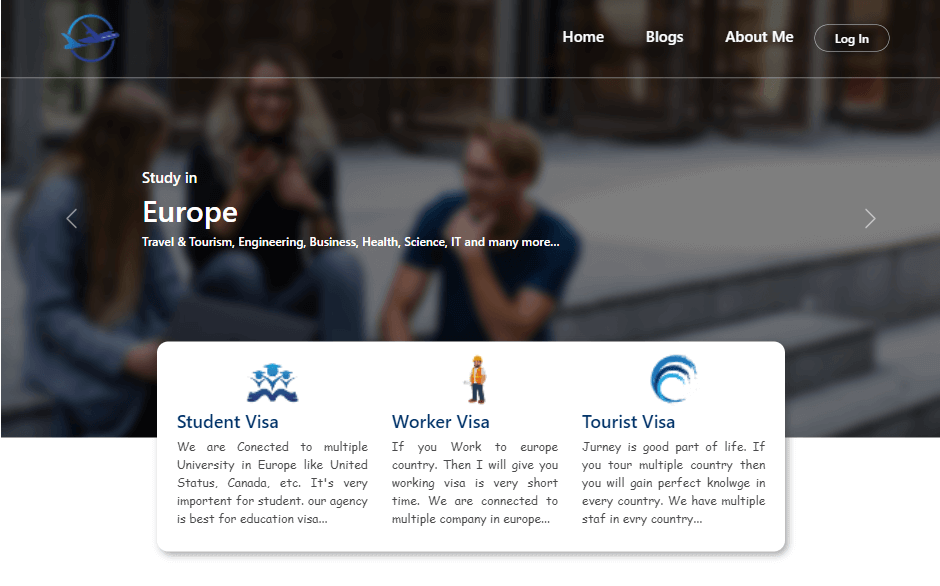 Home Blogs About Me Log In
Study in
Europe
Travel & Tourism, Engineering, Business, Health, Science, IT and many more...
Student Visa
We are Conected to multiple
University in Europe like United
Status, Canada, etc. It's very
importent for student. our agency
is best for education visa...
Worker Visa
If you Work to europe
country. Then I will give you
working visa is very short
time. We are connected to
multiple company in europe...
Tourist Visa
Jurney is good part of life. If
you tour multiple country then
you will gain perfect knolwge in
every country. We have multiple
staf in evry country...